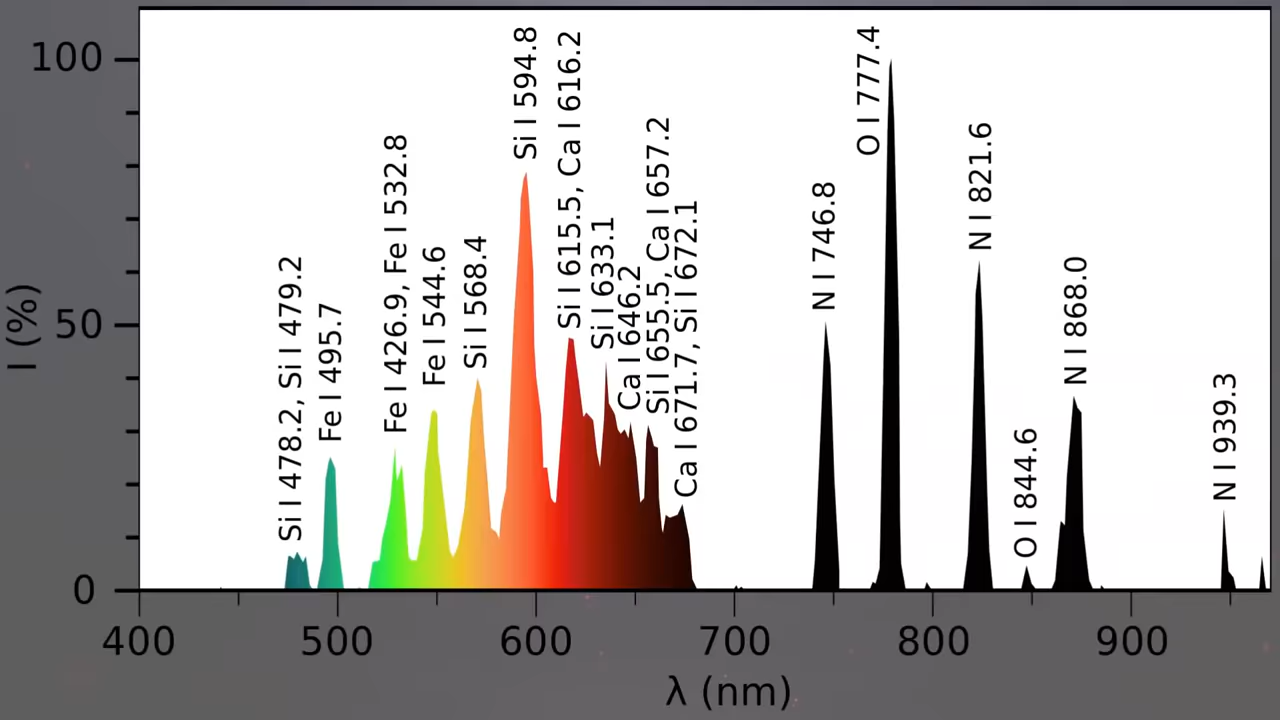 I (%)
100
50
0
Si I 478.2, Si I 479.2
Fe I 495.7
Fe I 426.9, Fe I 532.8
Fe I 544.6
Si I 568.4
Si I 594.8
Si I 615.5, Ca I 616.2
Si I 633.1
Ca I 646.2
Si I 655.5, Ca I 657.2
Ca I 671.7, Si I 672.1
N I 746.8
O I 777.4
N I 821.6
O I 844.6
N I 868.0
N I 939.3
400 500 600 700 800 900
λ (nm)